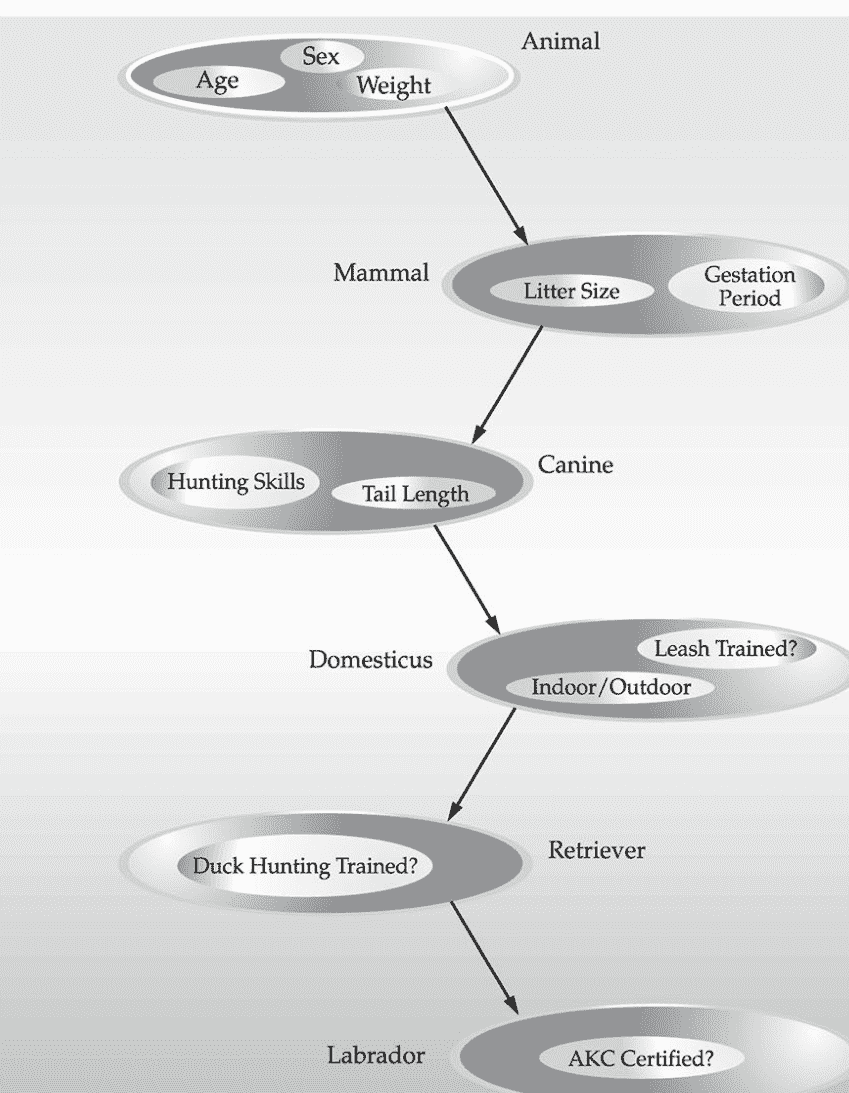 Animal
Sex
Age
Weight
Mammal
Litter Size
Gestation
Period
Canine
Hunting Skills
Tail Length
Domesticus
Leash Trained?
Indoor/Outdoor
Retriever
Duck Hunting Trained?
Labrador
AKC Certified?